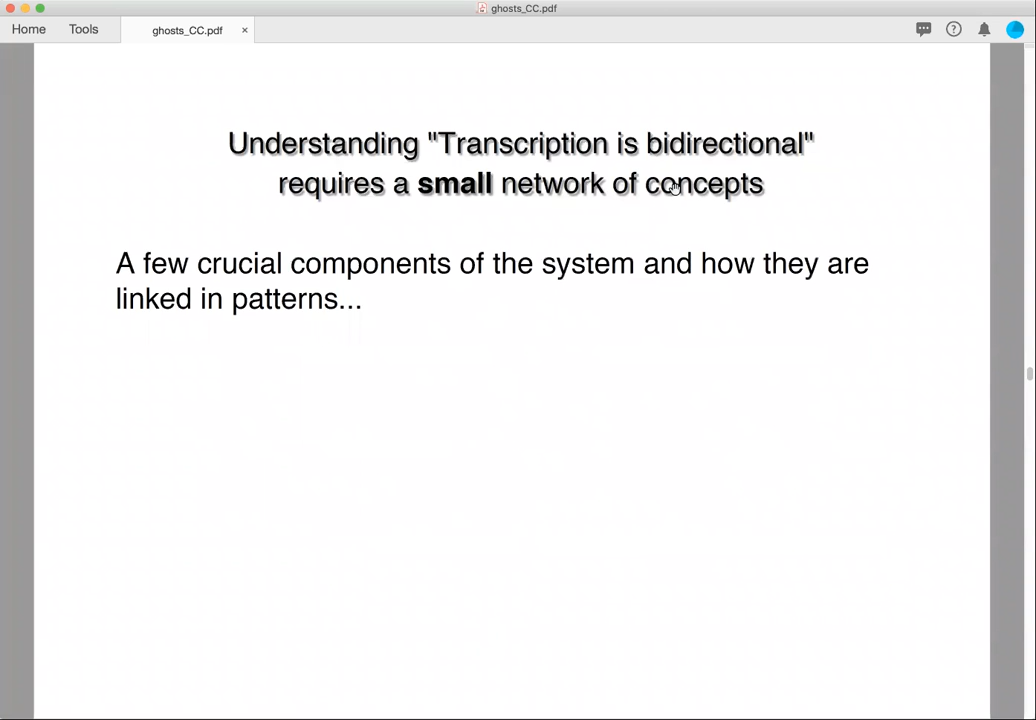 ghosts_CC.pdf
Home Tools ghosts_CC.pdf ×
Understanding "Transcription is bidirectional"
requires a small network of concepts
A few crucial components of the system and how they are
linked in patterns...